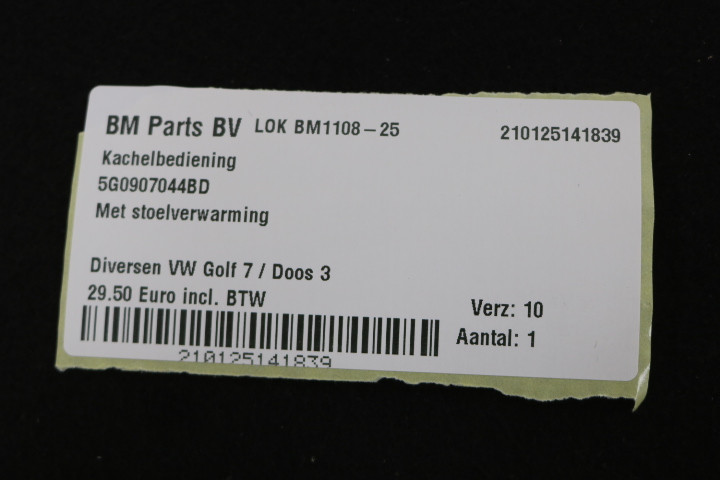 BM Parts BV LOK BM1108-25 210125141839
Kachelbediening
5G0907044BD
Met stoelverwarming
Diversen VW Golf 7 / Doos 3
29.50 Euro incl. BTW
Verz: 10
Aantal: 1
210125141839